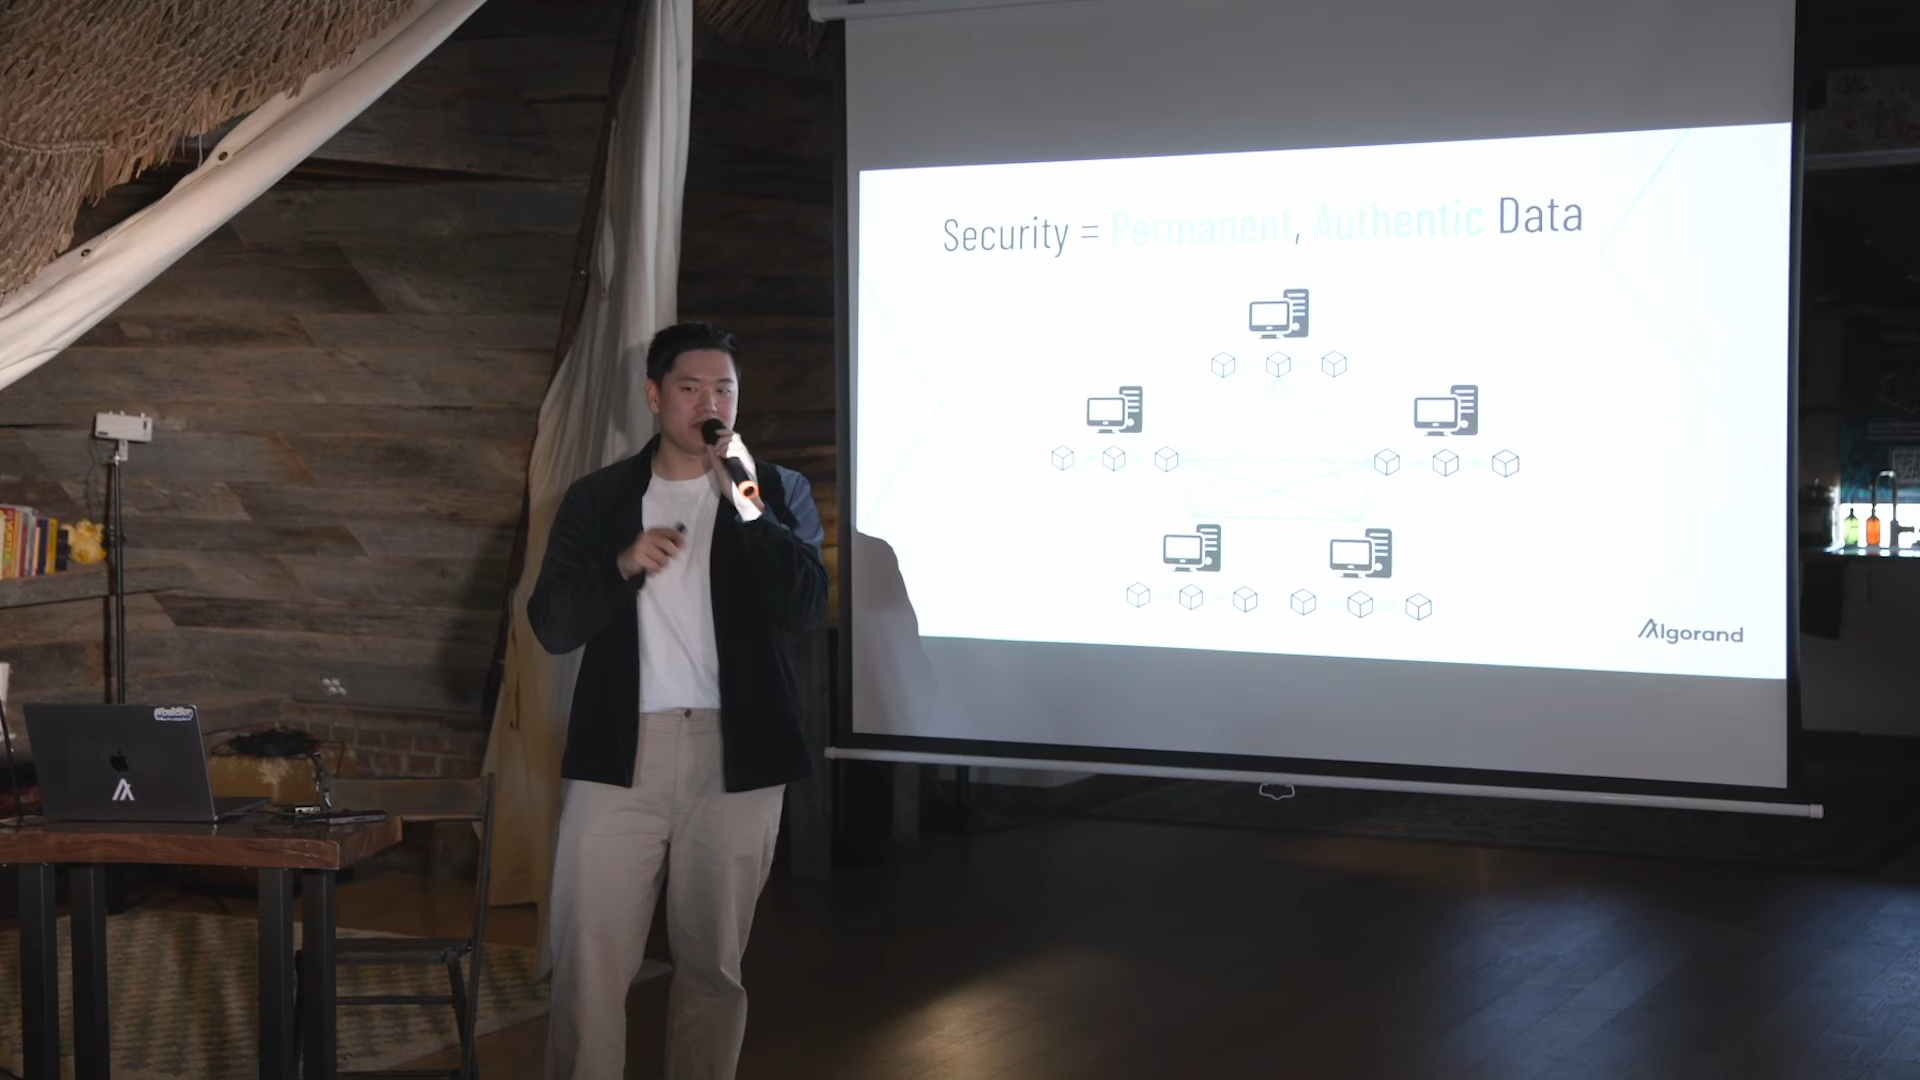 Security = Permanent, Authentic Data
Algorand